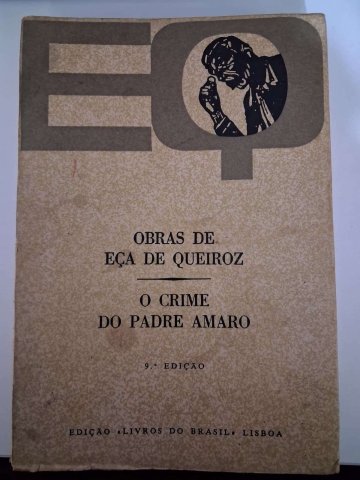 EQ
OBRAS DE
EÇA DE QUEIROZ
O CRIME
DO PADRE AMARO
9.ª EDIÇÃO
EDIÇÃO «LIVROS DO BRASIL» LISBOA